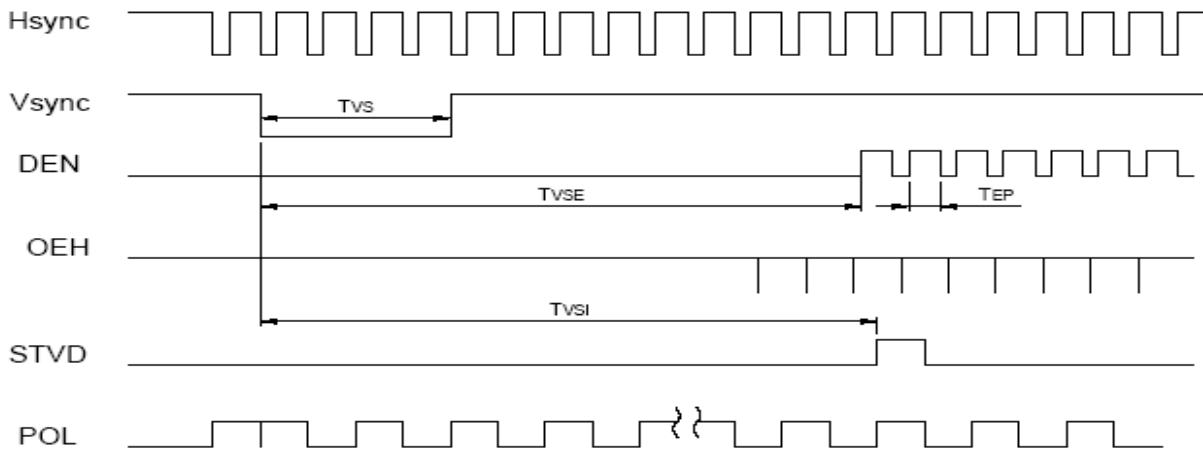 Hsync
Vsync
TVS
DEN
TVSE
TEP
OEH
TVSI
STVD
POL